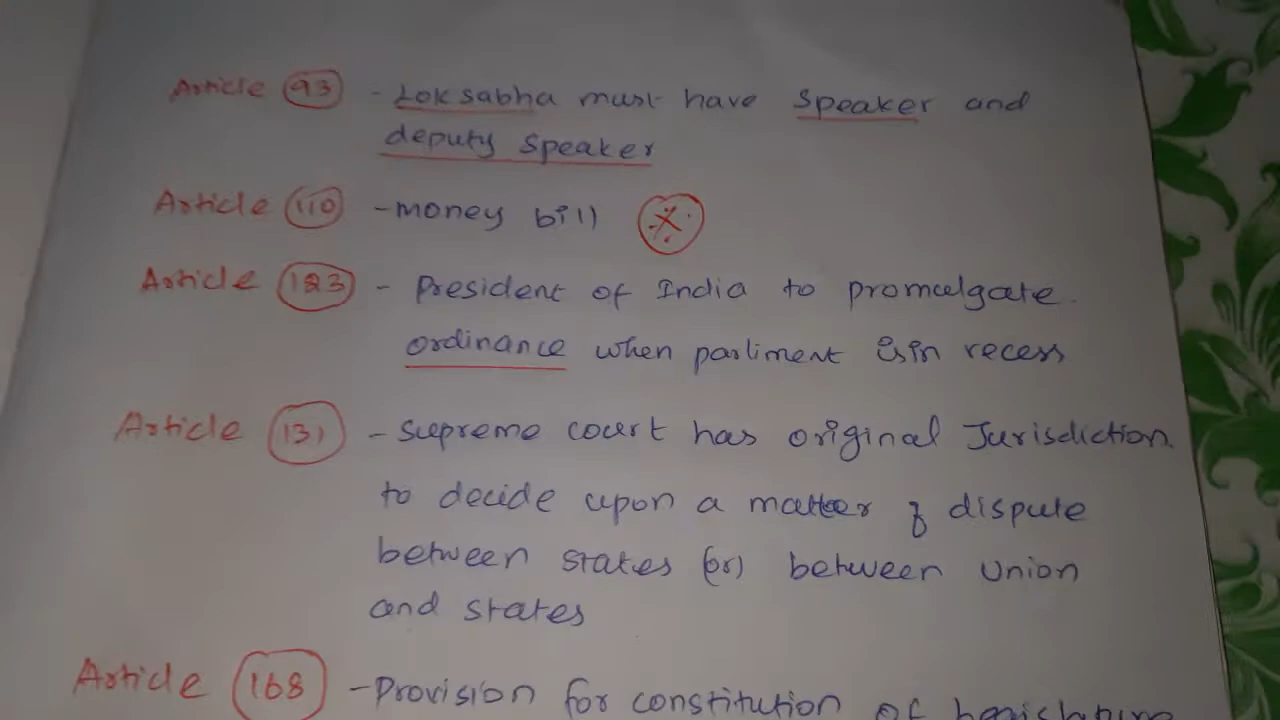 Article 93 - Loksabha must have speaker and
deputy speaker
Article 110 - money bill
Article 123 - President of India to promulgate
ordinance when parliment is in recess
Article 131 - supreme court has original Jurisdiction
to decide upon a matter of dispute
between states (or) between union
and states
Article 168 - Provision for constitution of legislature